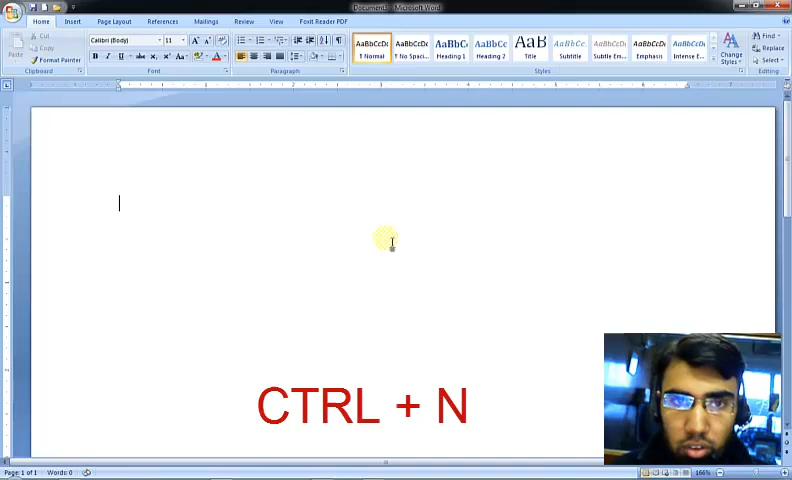 Document1 - Microsoft Word
Home Insert Page Layout References Mailings Review View Foxit Reader PDF
Cut
Copy
Format Painter
Paste
Calibri (Body) 11
B I U
AaBbCcDc AaBbCcDc AaBbC AaBbCc AaB AaBbCc. AaBbCcDc AaBbCcDc AaBbCcDc
¶ Normal ¶ No Spaci... Heading 1 Heading 2 Title Subtitle Subtle Em... Emphasis Intense E...
Change
Styles
Find
Replace
Select
Clipboard Font Paragraph Styles Editing
CTRL + N
Page: 1 of 1 Words: 0 166%